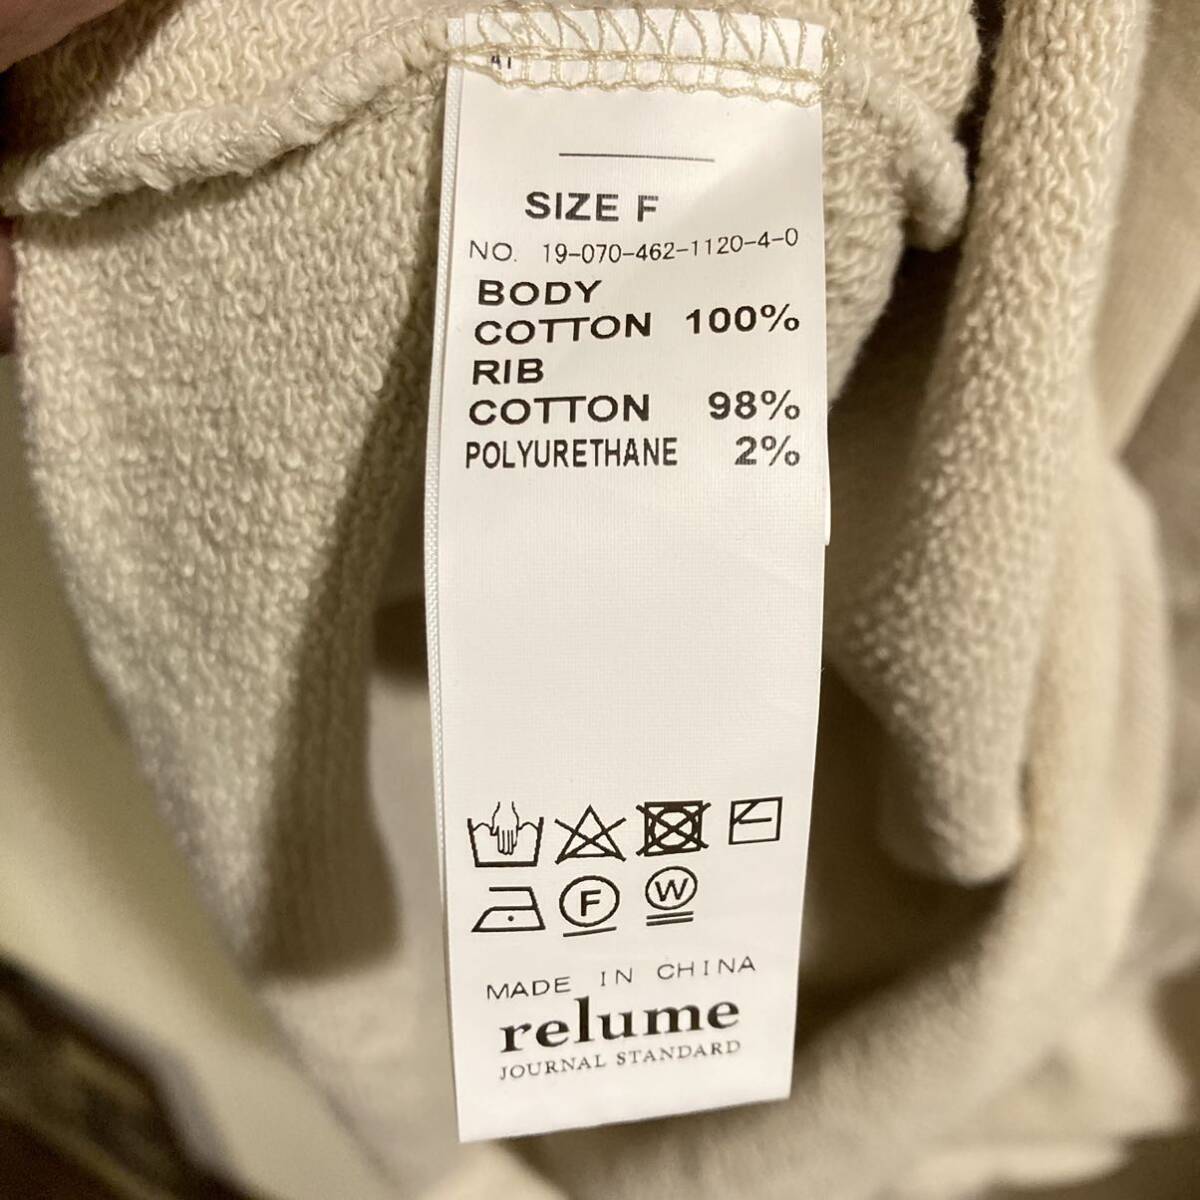 SIZE F
NO. 19-070-462-1120-4-0
BODY
COTTON 100%
RIB
COTTON 98%
POLYURETHANE 2%
F
W
MADE IN CHINA
relume
JOURNAL STANDARD